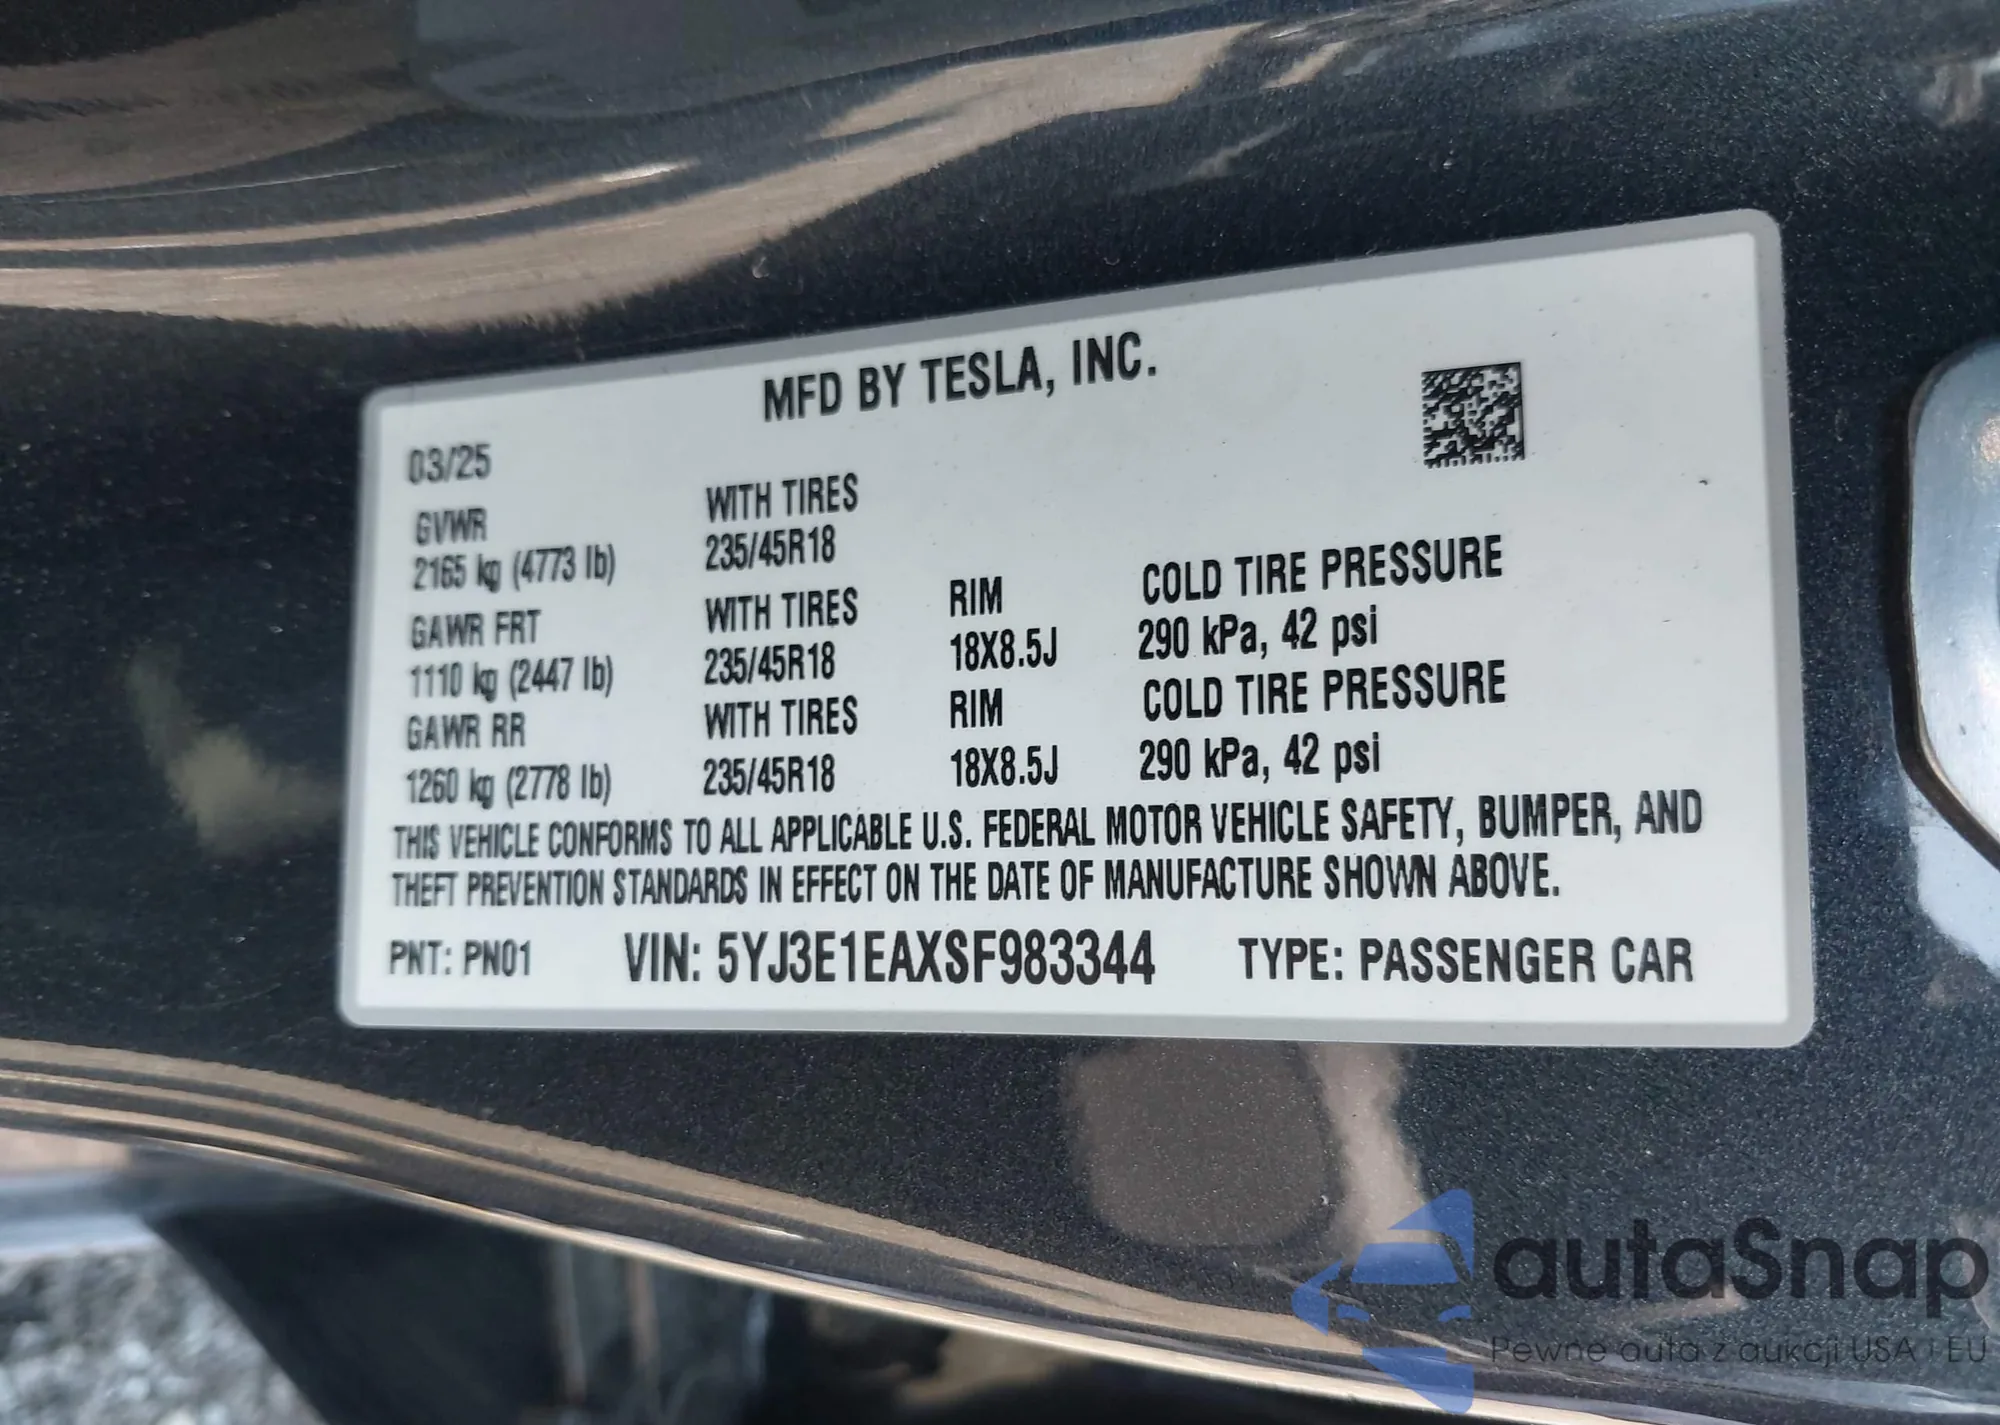 MFD BY TESLA, INC.
03/25
GVWR WITH TIRES
2165 kg (4773 lb) 235/45R18
GAWR FRT WITH TIRES RIM COLD TIRE PRESSURE
1110 kg (2447 lb) 235/45R18 18X8.5J 290 kPa, 42 psi
GAWR RR WITH TIRES RIM COLD TIRE PRESSURE
1260 kg (2778 lb) 235/45R18 18X8.5J 290 kPa, 42 psi
THIS VEHICLE CONFORMS TO ALL APPLICABLE U.S. FEDERAL MOTOR VEHICLE SAFETY, BUMPER, AND
THEFT PREVENTION STANDARDS IN EFFECT ON THE DATE OF MANUFACTURE SHOWN ABOVE.
PNT: PN01 VIN: 5YJ3E1EAXSF983344 TYPE: PASSENGER CAR
autaSnap
Pewne auta z aukcji USA i EU